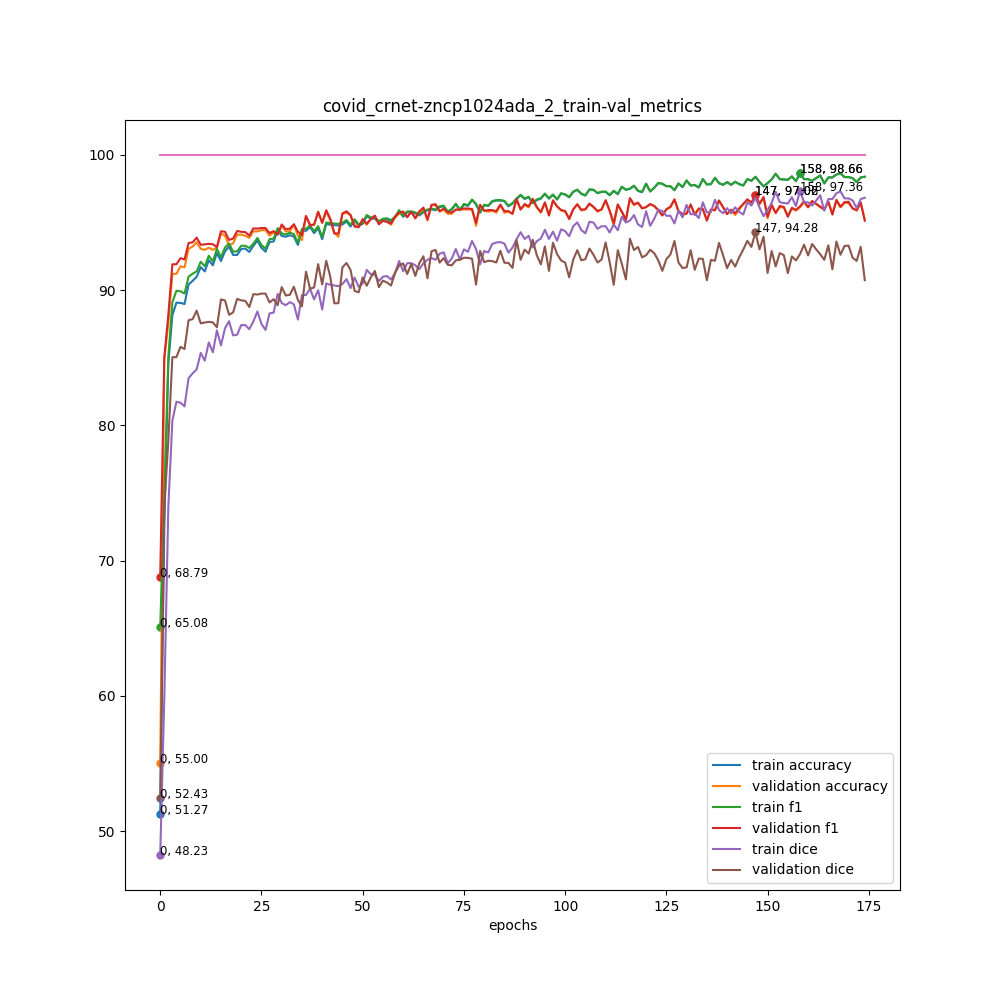 covid_crnet-zncp1024ada_2_train-val_metrics
100
90
80
70
60
50
158, 98.66
158, 97.36
147, 94.28
0, 68.79
0, 65.08
0, 55.00
0, 52.43
0, 51.27
0, 48.23
train accuracy
validation accuracy
train f1
validation f1
train dice
validation dice
0
25
50
75
100
125
150
175
epochs